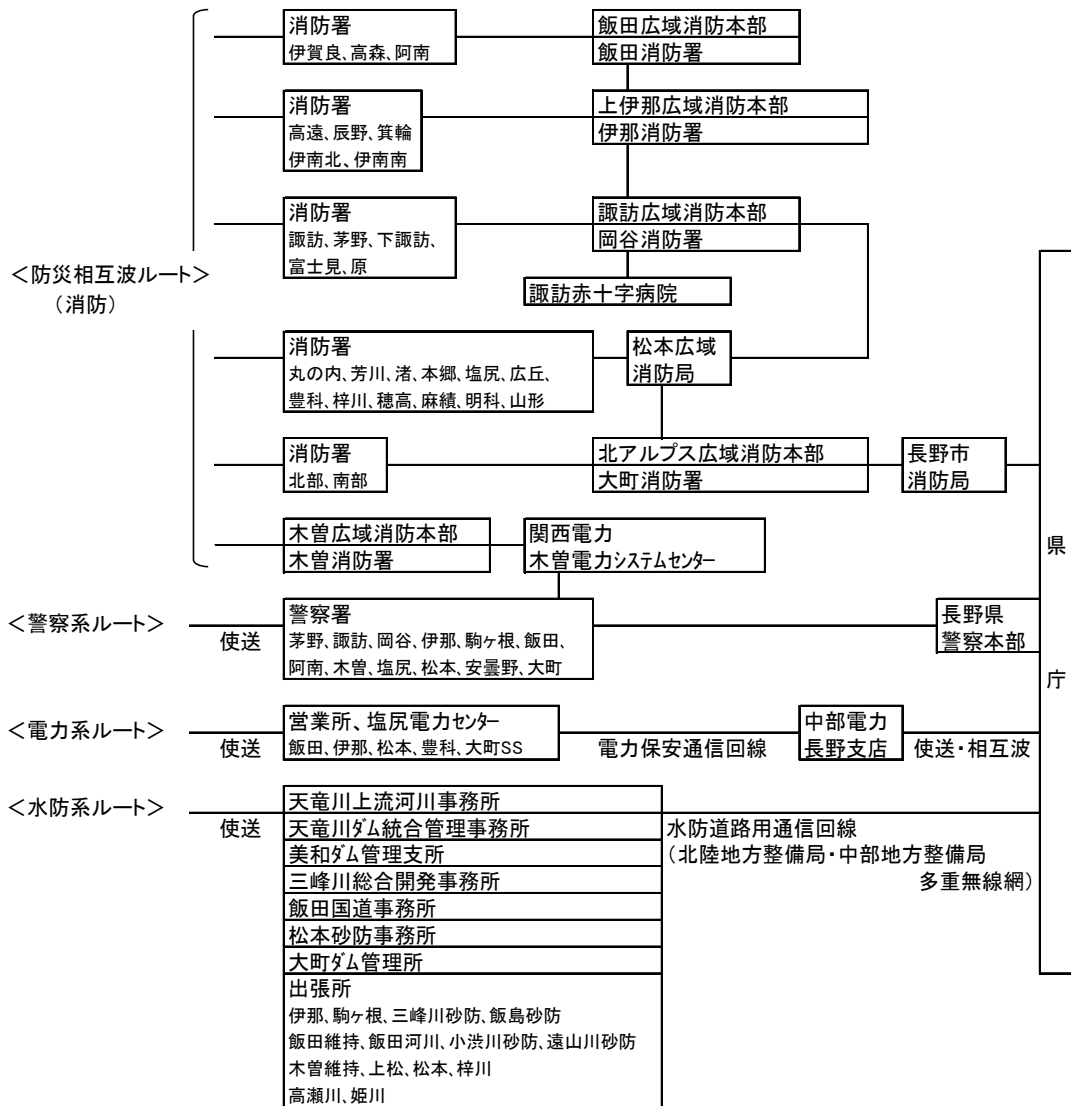 消防署
伊賀良、高森、阿南
飯田広域消防本部
飯田消防署
消防署
高遠、辰野、箕輪
伊南北、伊南南
上伊那広域消防本部
伊那消防署
消防署
諏訪、茅野、下諏訪、
富士見、原
諏訪広域消防本部
岡谷消防署
＜防災相互波ルート＞
（消防）
諏訪赤十字病院
消防署
丸の内、芳川、渚、本郷、塩尻、広丘、
豊科、梓川、穂高、麻績、明科、山形
松本広域
消防局
消防署
北部、南部
北アルプス広域消防本部
大町消防署
長野市
消防局
木曽広域消防本部
木曽消防署
関西電力
木曽電力システムセンター
県
庁
＜警察系ルート＞
使送
警察署
茅野、諏訪、岡谷、伊那、駒ヶ根、飯田、
阿南、木曽、塩尻、松本、安曇野、大町
長野県
警察本部
＜電力系ルート＞
使送
営業所、塩尻電力センター
飯田、伊那、松本、豊科、大町SS
電力保安通信回線
中部電力
長野支店
使送・相互波
＜水防系ルート＞
使送
天竜川上流河川事務所
天竜川ダム統合管理事務所
美和ダム管理支所
三峰川総合開発事務所
飯田国道事務所
松本砂防事務所
大町ダム管理所
出張所
伊那、駒ヶ根、三峰川砂防、飯島砂防
飯田維持、飯田河川、小渋川砂防、遠山川砂防
木曽維持、上松、松本、梓川
高瀬川、姫川
水防道路用通信回線
（北陸地方整備局・中部地方整備局
多重無線網）